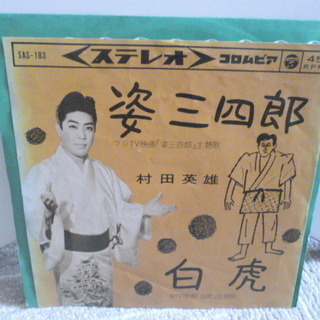 SAS-183
<ステレオ>
コロムビア
45
RPM
姿三四郎
フジTV映画「姿三四郎」主題歌
村田英雄
白虎